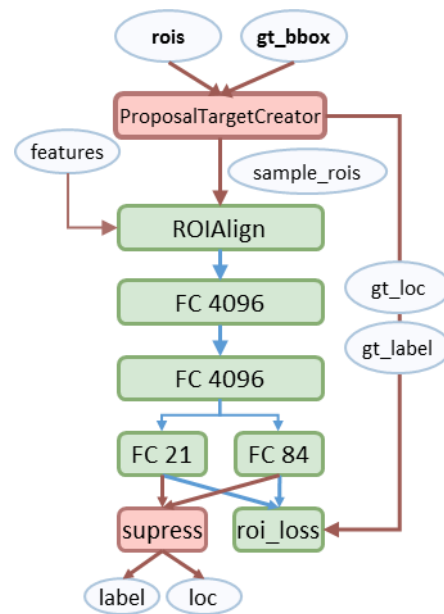 rois
gt_bbox
ProposalTargetCreator
features
sample_rois
ROIAlign
FC 4096
gt_loc
gt_label
FC 4096
FC 21
FC 84
supress
roi_loss
label
loc